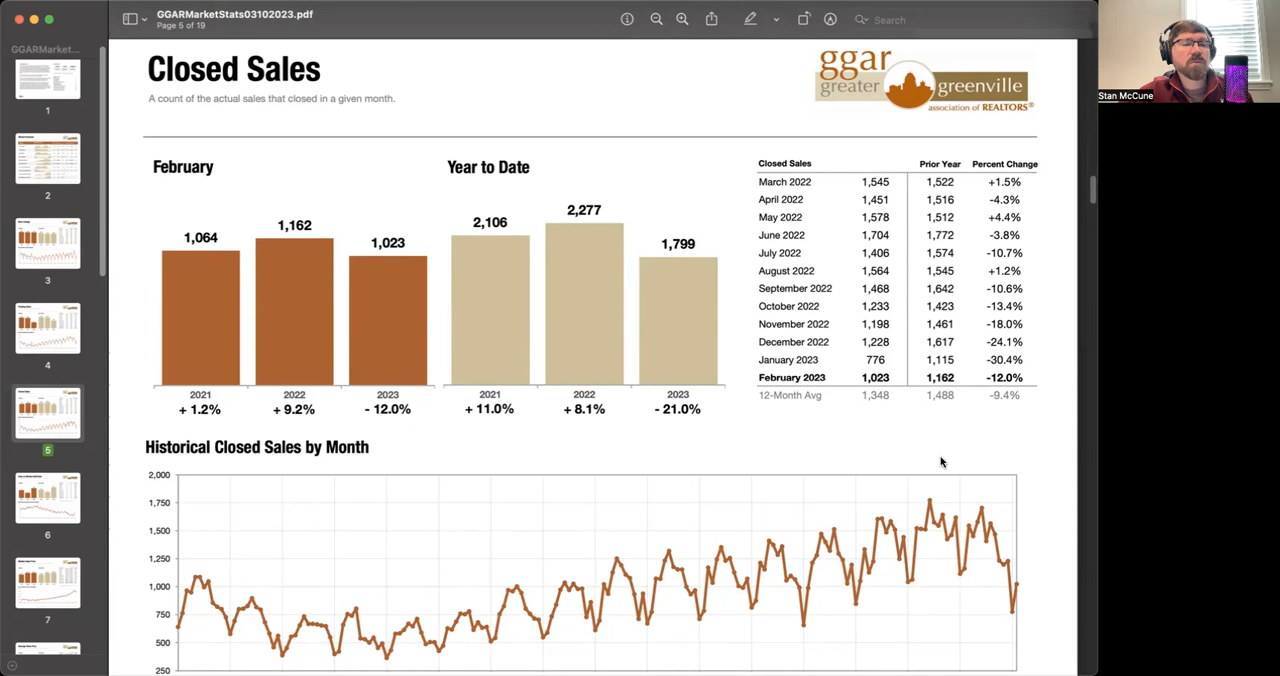 GGARMarketStats03102023.pdf
Page 5 of 19
Search
GGARMarket...
1
2
3
4
5
6
7
Stan McCune
Closed Sales
A count of the actual sales that closed in a given month.
ggar
greater greenville
association of REALTORS®
February
1,064 1,162 1,023
2021 2022 2023
+ 1.2% + 9.2% - 12.0%
Year to Date
2,106 2,277 1,799
2021 2022 2023
+ 11.0% + 8.1% - 21.0%
Closed Sales Prior Year Percent Change
March 2022 1,545 1,522 +1.5%
April 2022 1,451 1,516 -4.3%
May 2022 1,578 1,512 +4.4%
June 2022 1,704 1,772 -3.8%
July 2022 1,406 1,574 -10.7%
August 2022 1,564 1,545 +1.2%
September 2022 1,468 1,642 -10.6%
October 2022 1,233 1,423 -13.4%
November 2022 1,198 1,461 -18.0%
December 2022 1,228 1,617 -24.1%
January 2023 776 1,115 -30.4%
February 2023 1,023 1,162 -12.0%
12-Month Avg 1,348 1,488 -9.4%
Historical Closed Sales by Month
2,000
1,750
1,500
1,250
1,000
750
500
250